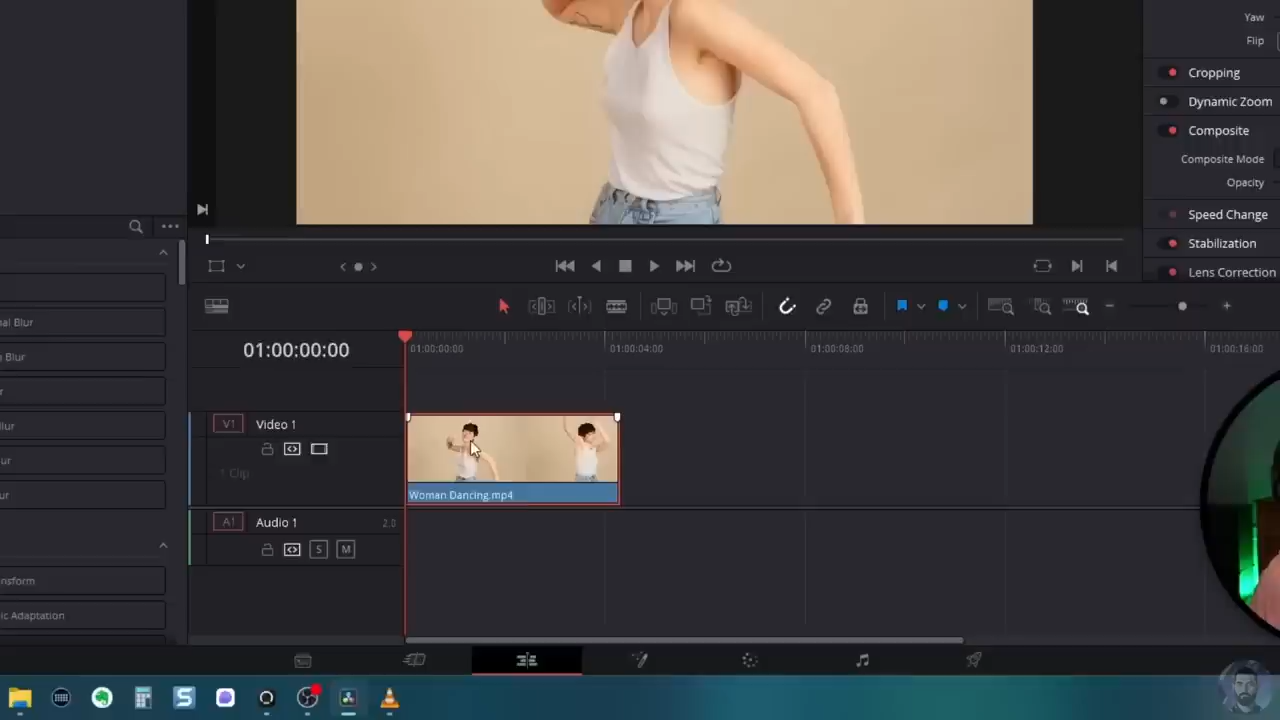 Yaw
Flip
Cropping
Dynamic Zoom
Composite
Composite Mode
Opacity
Speed Change
Stabilization
Lens Correction
al Blur
Blur
r
lur
ur
ur
nsform
ic Adaptation
01:00:00:00
01:00:00:00
01:00:04:00
01:00:08:00
01:00:12:00
01:00:16:00
V1 Video 1
1 Clip
Woman Dancing.mp4
A1 Audio 1 2.0
S M
S